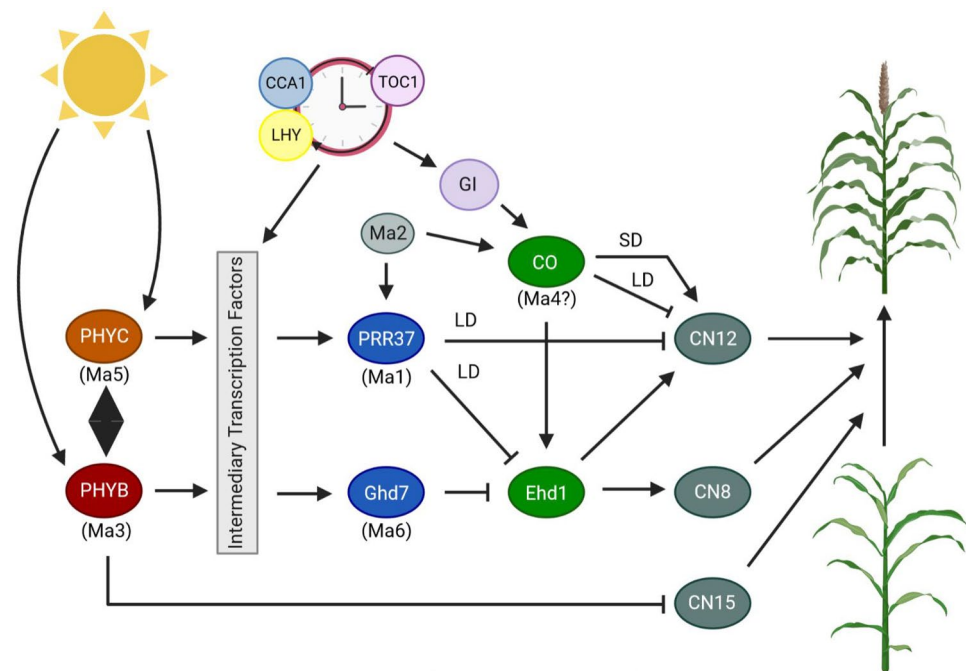 CCA1
TOC1
LHY
GI
Ma2
CO
(Ma4?)
SD
LD
Intermediary Transcription Factors
PHYC
(Ma5)
PRR37
(Ma1)
LD
LD
CN12
PHYB
(Ma3)
Ghd7
(Ma6)
Ehd1
CN8
CN15